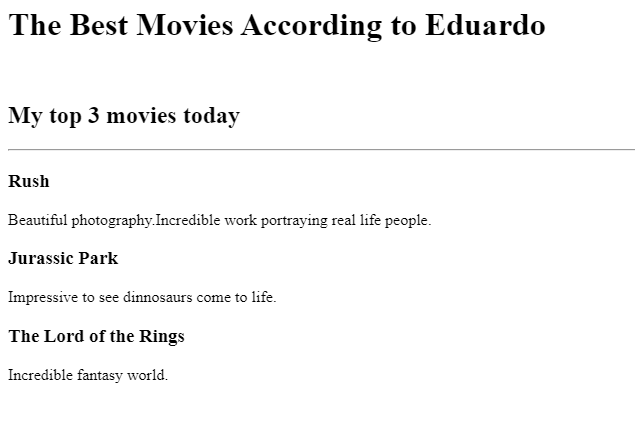 The Best Movies According to Eduardo
My top 3 movies today
Rush
Beautiful photography.Incredible work portraying real life people.
Jurassic Park
Impressive to see dinnosaurs come to life.
The Lord of the Rings
Incredible fantasy world.